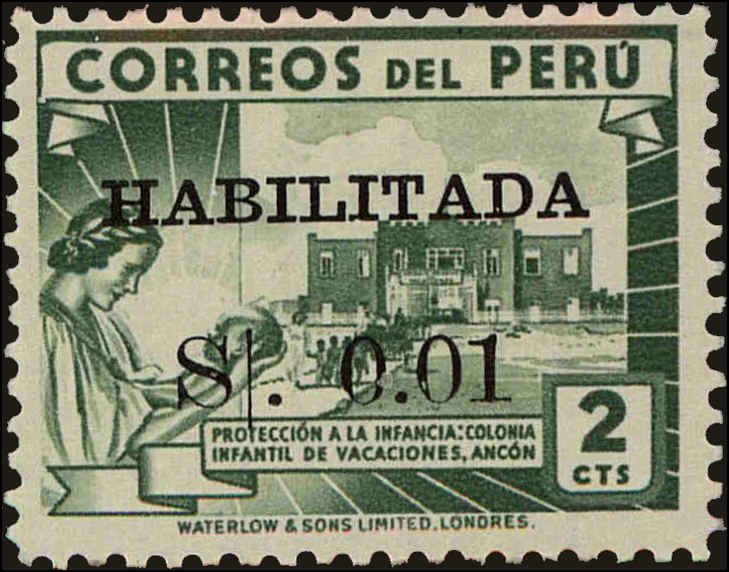 CORREOS DEL PERÚ
HABILITADA
S/. 0.01
PROTECCIÓN A LA INFANCIA: COLONIA
INFANTIL DE VACACIONES, ANCÓN
2
CTS
WATERLOW & SONS LIMITED. LONDRES.